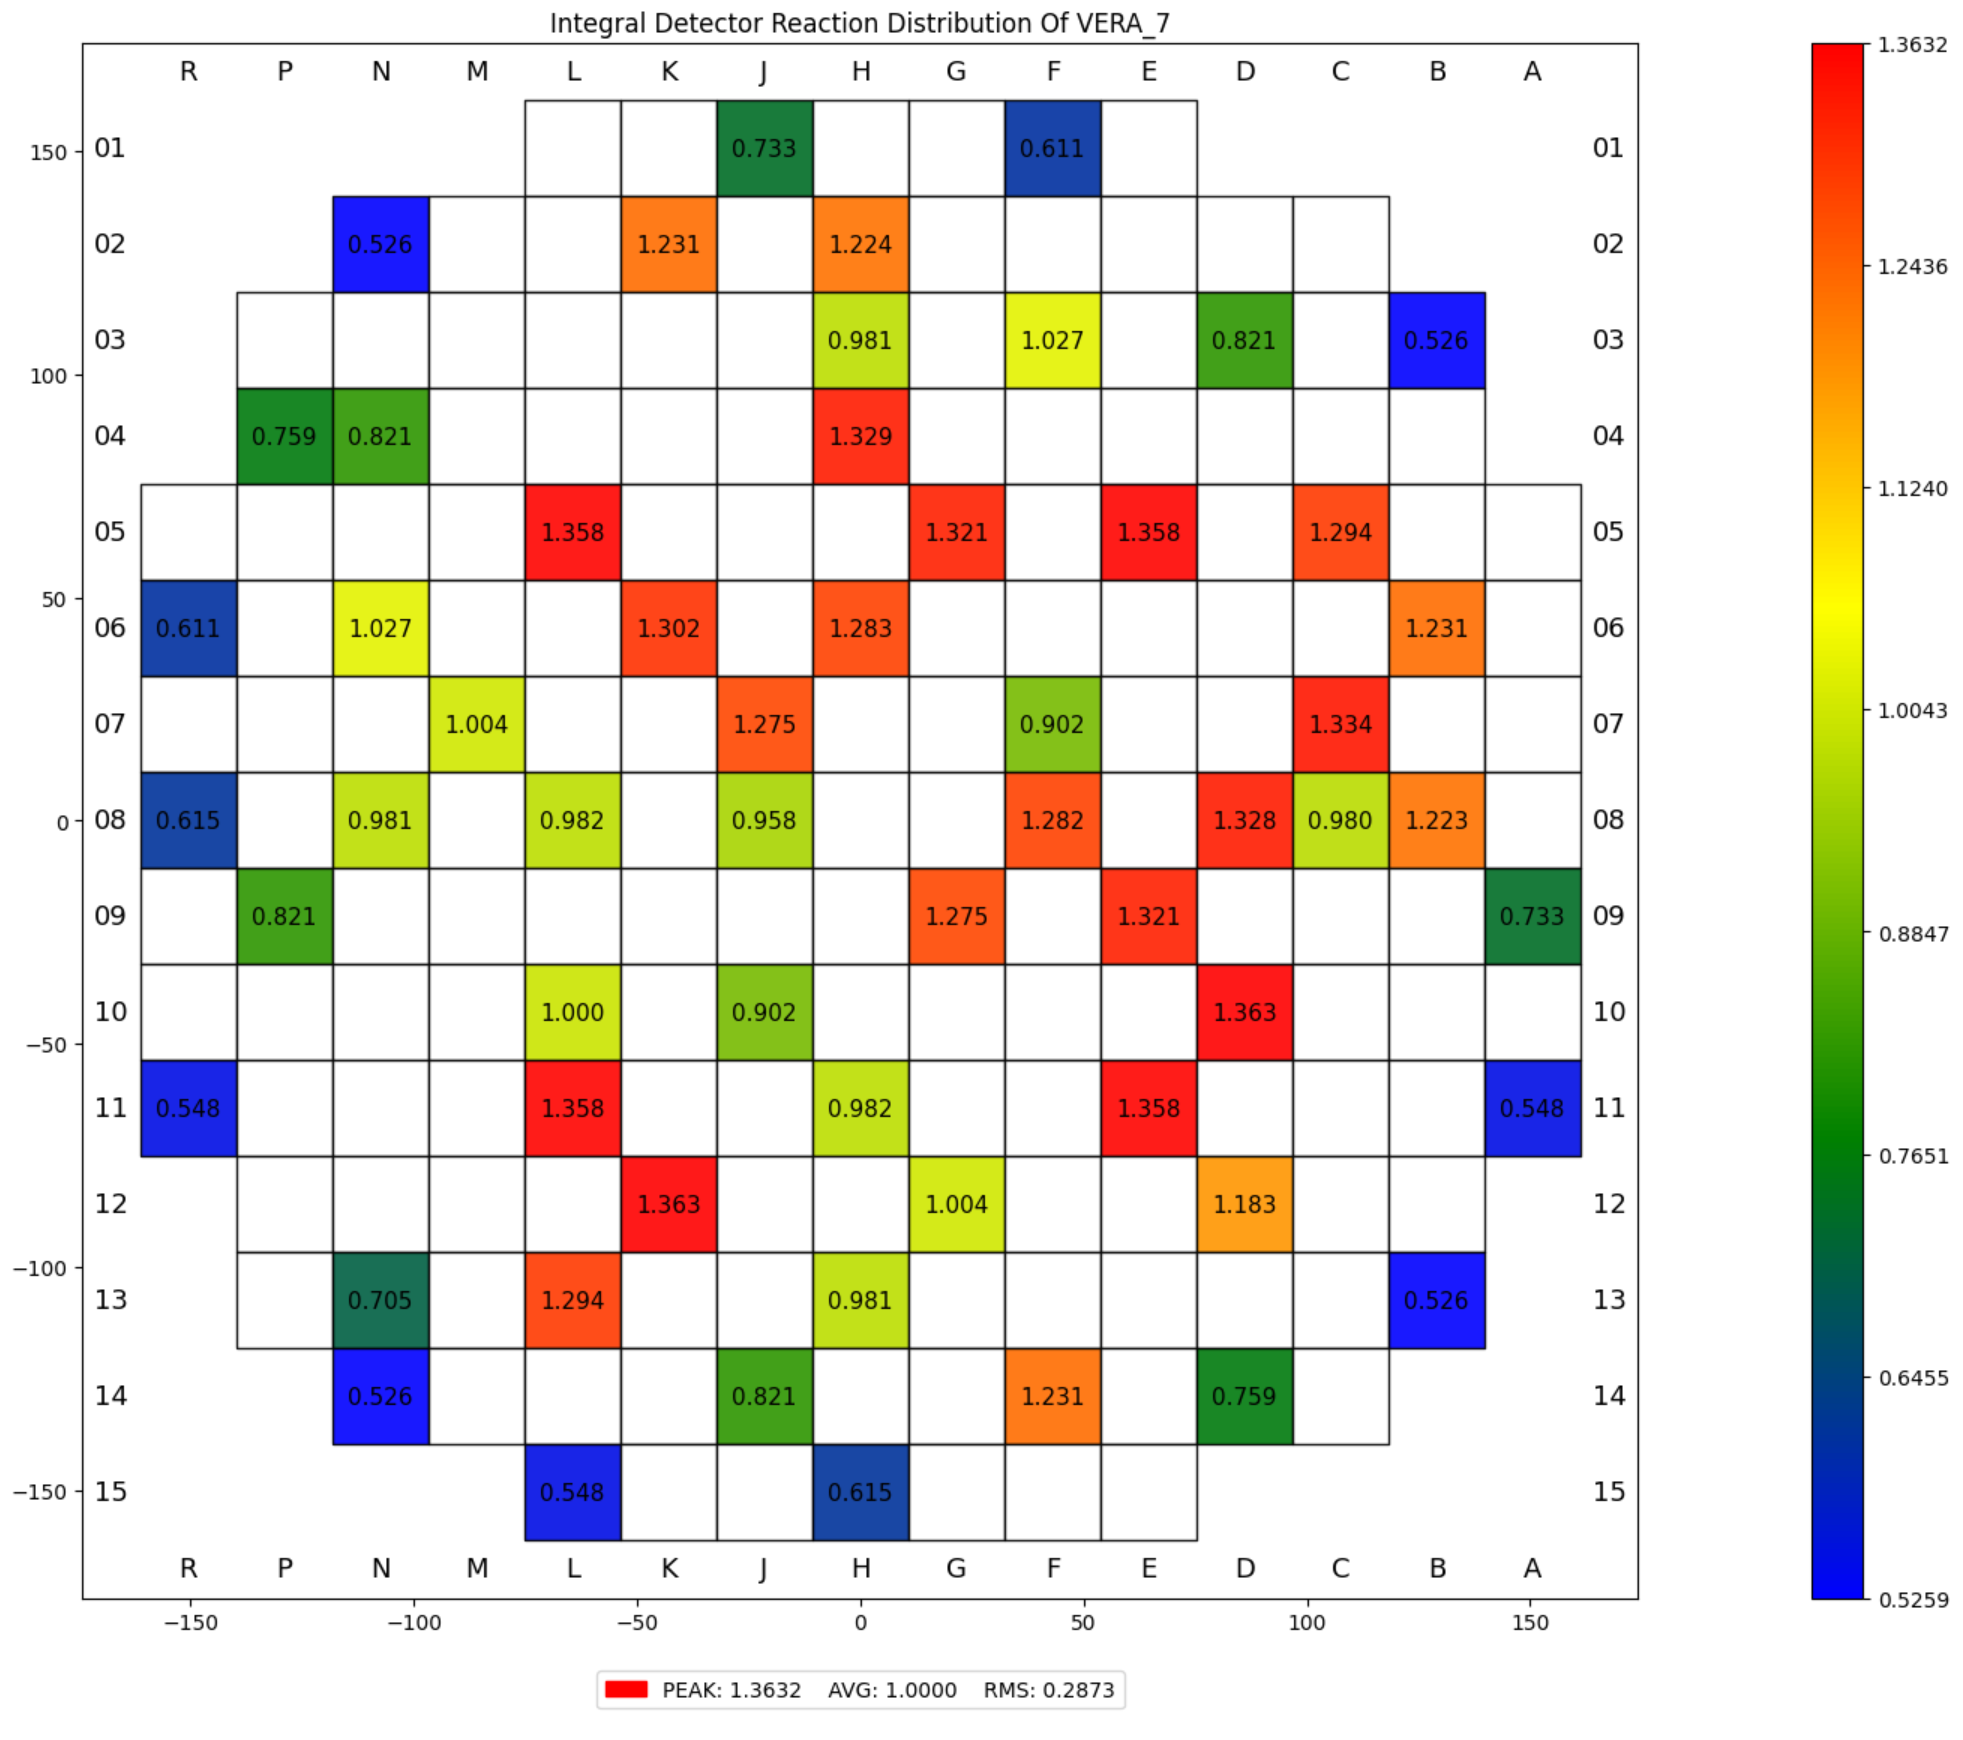 Integral Detector Reaction Distribution Of VERA_7
R P N M L K J H G F E D C B A
01 0.733 0.611 01
02 0.526 1.231 1.224 02
03 0.981 1.027 0.821 0.526 03
04 0.759 0.821 1.329 04
05 1.358 1.321 1.358 1.294 05
06 0.611 1.027 1.302 1.283 1.231 06
07 1.004 1.275 0.902 1.334 07
08 0.615 0.981 0.982 0.958 1.282 1.328 0.980 1.223 08
09 0.821 1.275 1.321 0.733 09
10 1.000 0.902 1.363 10
11 0.548 1.358 0.982 1.358 0.548 11
12 1.363 1.004 1.183 12
13 0.705 1.294 0.981 0.526 13
14 0.526 0.821 1.231 0.759 14
15 0.548 0.615 15
R P N M L K J H G F E D C B A
150
100
50
0
−50
−100
−150
−150 −100 −50 0 50 100 150
1.3632
1.2436
1.1240
1.0043
0.8847
0.7651
0.6455
0.5259
PEAK: 1.3632 AVG: 1.0000 RMS: 0.2873